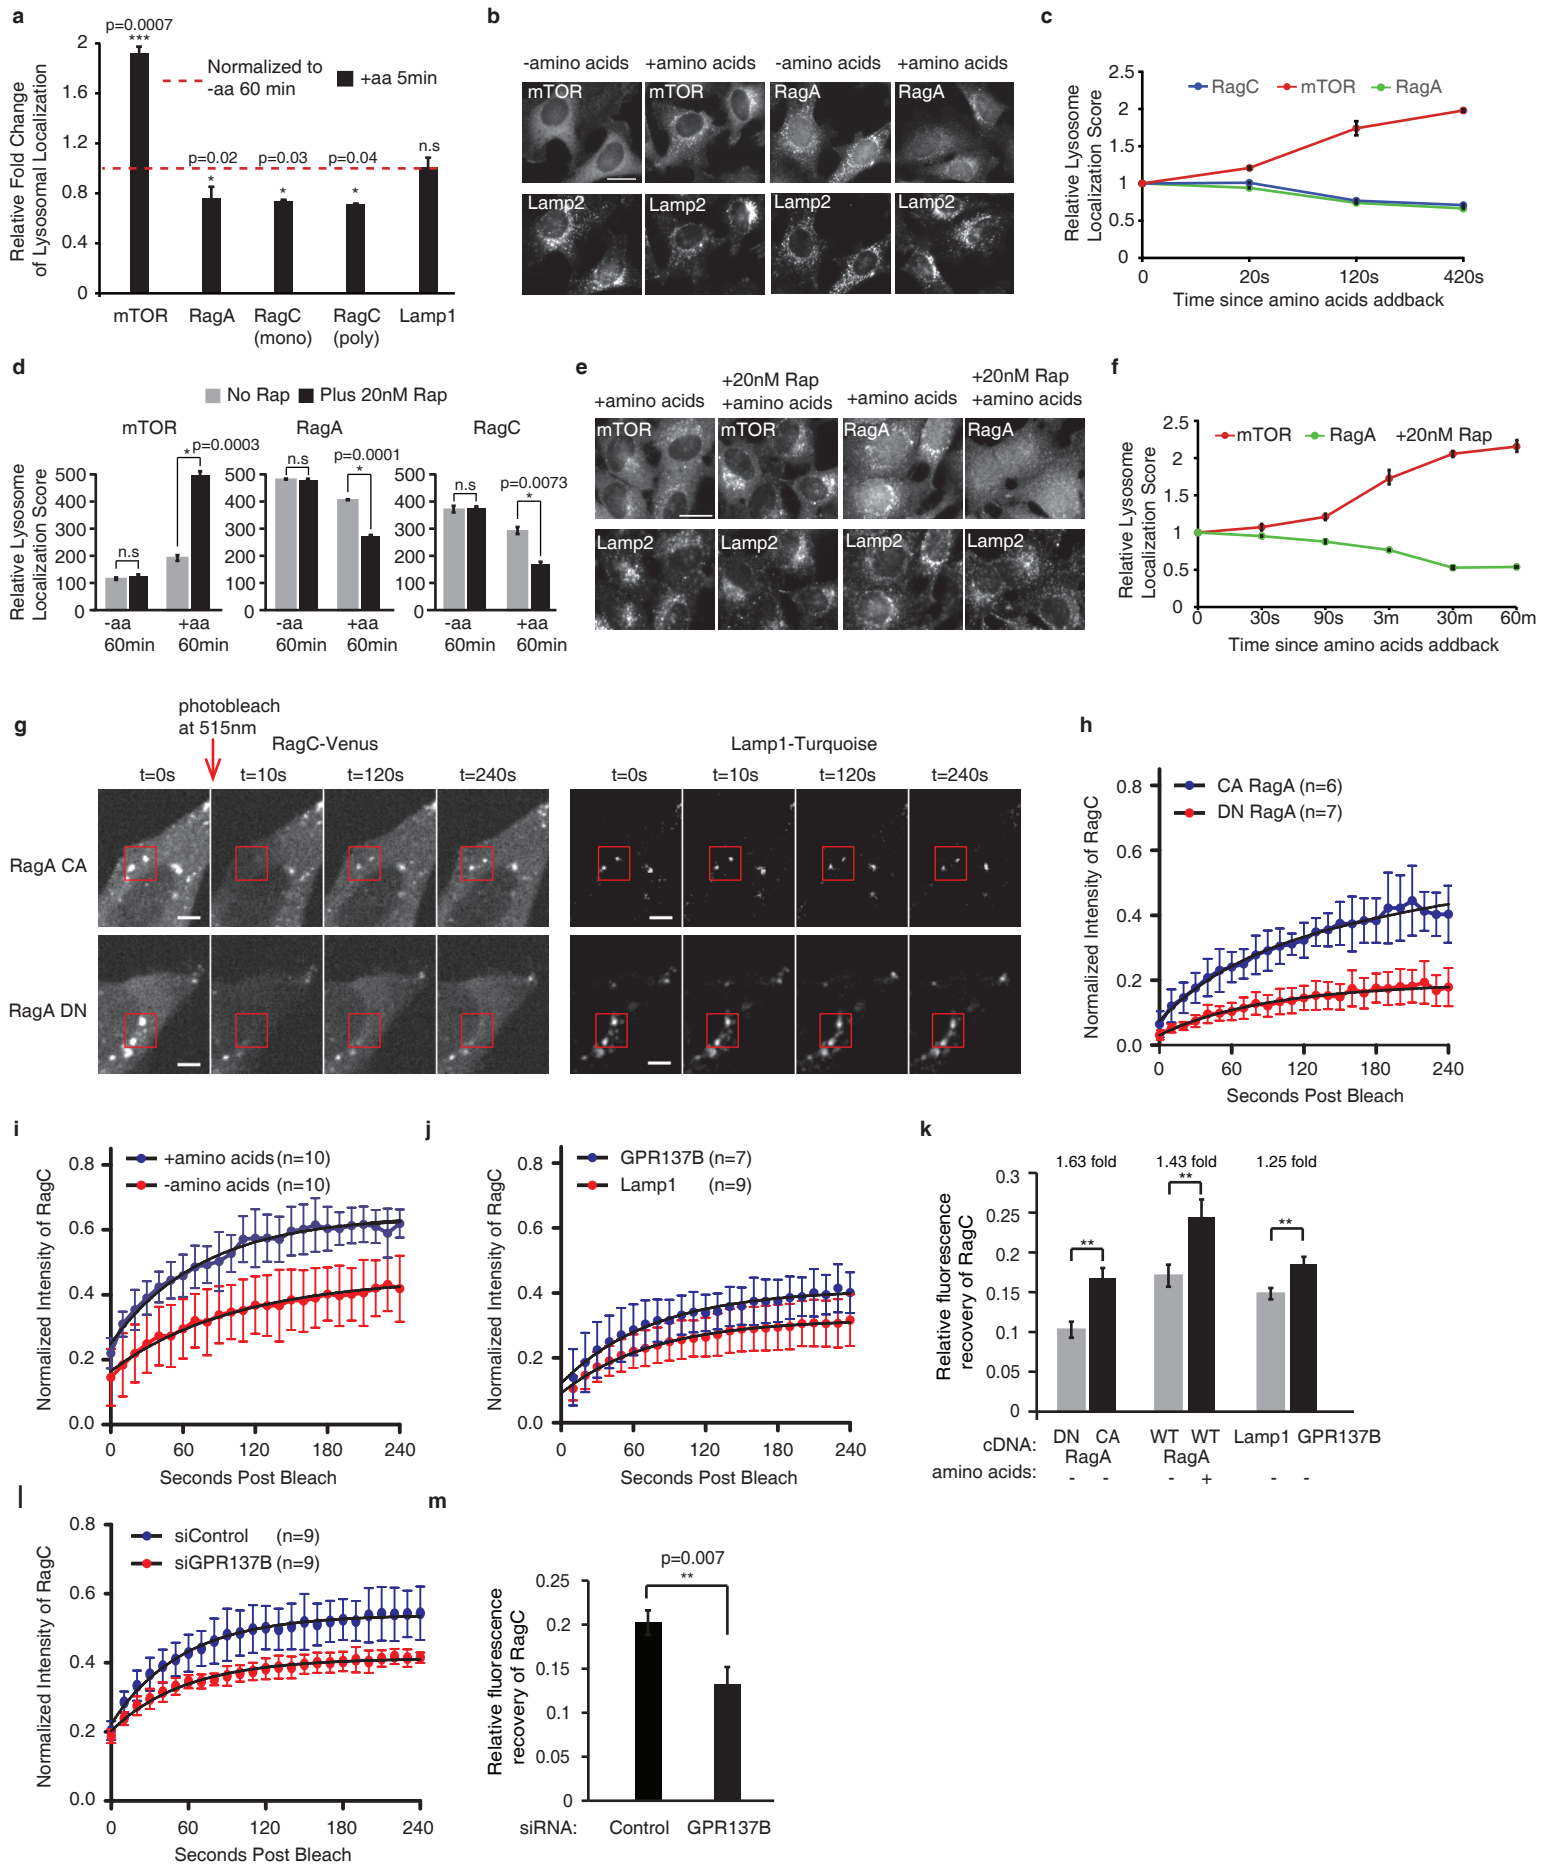 a
p=0.0007
***
2
1.6
1.2
0.8
0.4
0
Relative Fold Change
of Lysosomal Localization
Normalized to
-aa 60 min
+aa 5min
p=0.02
*
p=0.03
*
p=0.04
*
n.s
mTOR
RagA
RagC
(mono)
RagC
(poly)
Lamp1
b
-amino acids
+amino acids
-amino acids
+amino acids
mTOR
mTOR
RagA
RagA
Lamp2
Lamp2
Lamp2
Lamp2
c
2.5
2
1.5
1
0.5
0
Relative Lysosome
Localization Score
RagC
mTOR
RagA
0
20s
120s
420s
Time since amino acids addback
d
No Rap
Plus 20nM Rap
mTOR
RagA
RagC
Relative Lysosome
Localization Score
500
400
300
200
100
0
n.s
* p=0.0003
-aa
60min
+aa
60min
500
400
300
200
100
0
n.s
p=0.0001
*
-aa
60min
+aa
60min
500
400
300
200
100
0
n.s
p=0.0073
*
-aa
60min
+aa
60min
e
+amino acids
+20nM Rap
+amino acids
+amino acids
+20nM Rap
+amino acids
mTOR
mTOR
RagA
RagA
Lamp2
Lamp2
Lamp2
Lamp2
f
2.5
2
1.5
1
0.5
0
Relative Lysosome
Localization Score
mTOR
RagA
+20nM Rap
0
30s
90s
3m
30m
60m
Time since amino acids addback
g
photobleach
at 515nm
RagC-Venus
Lamp1-Turquoise
t=0s
t=10s
t=120s
t=240s
t=0s
t=10s
t=120s
t=240s
RagA CA
RagA DN
h
0.8
0.6
0.4
0.2
0.0
Normalized Intensity of RagC
CA RagA (n=6)
DN RagA (n=7)
0
60
120
180
240
Seconds Post Bleach
i
0.8
0.6
0.4
0.2
0.0
Normalized Intensity of RagC
+amino acids (n=10)
-amino acids (n=10)
0
60
120
180
240
Seconds Post Bleach
j
0.8
0.6
0.4
0.2
0.0
Normalized Intensity of RagC
GPR137B (n=7)
Lamp1 (n=9)
0
60
120
180
240
Seconds Post Bleach
k
1.63 fold
1.43 fold
1.25 fold
**
**
**
0.3
0.25
0.2
0.15
0.1
0.05
0
Relative fluorescence
recovery of RagC
cDNA:
DN CA
RagA
WT WT
RagA
Lamp1 GPR137B
amino acids:
- - - + - -
l
0.8
0.6
0.4
0.2
0.0
Normalized Intensity of RagC
siControl (n=9)
siGPR137B (n=9)
0
60
120
180
240
Seconds Post Bleach
m
p=0.007
**
0.25
0.2
0.15
0.1
0.05
0
Relative fluorescence
recovery of RagC
siRNA:
Control
GPR137B